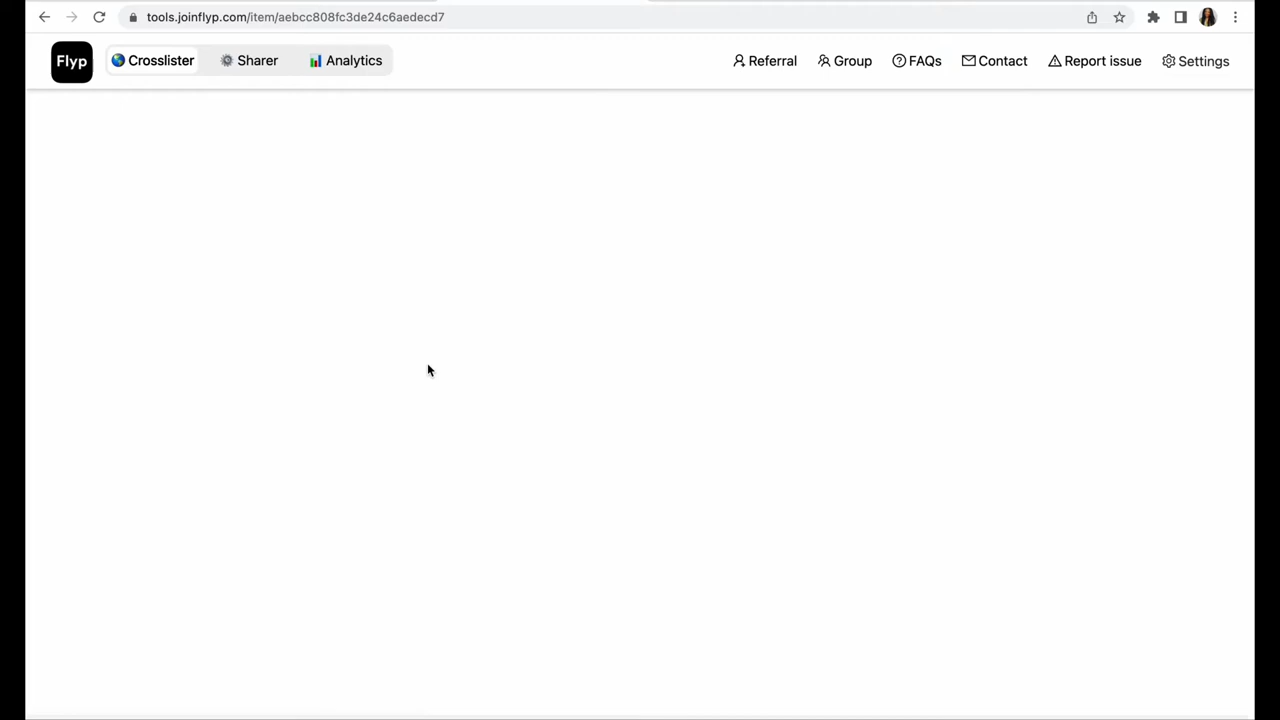 tools.joinflyp.com/item/aebcc808fc3de24c6aedecd7
Flyp Crosslister Sharer Analytics Referral Group FAQs Contact Report issue Settings